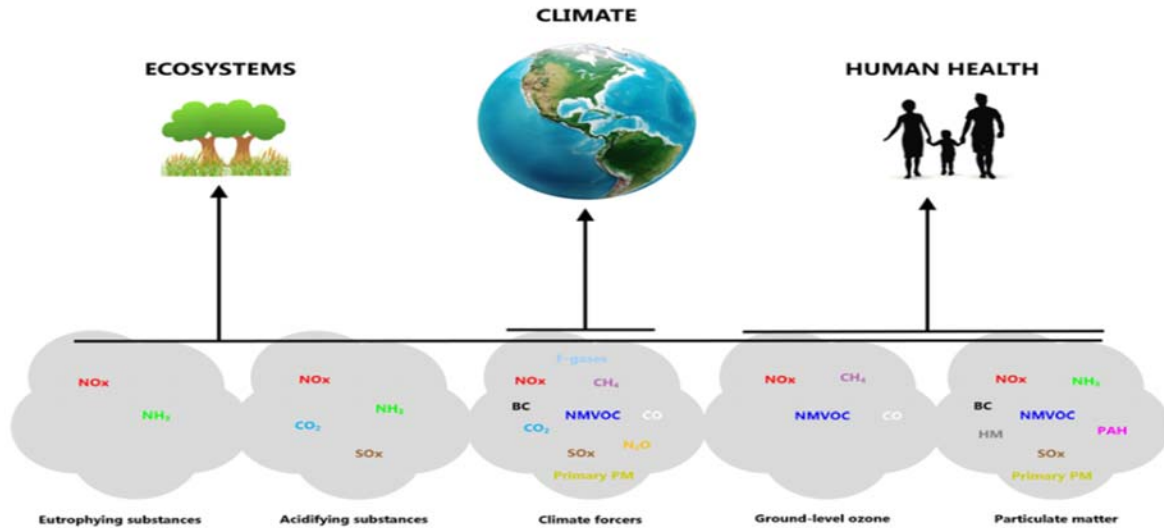 CLIMATE
ECOSYSTEMS
HUMAN HEALTH
NOx
NH₃
Eutrophying substances
NOx
NH₃
CO₂
SOx
Acidifying substances
F-gases
NOx
CH₄
BC
NMVOC
CO
CO₂
SOx
N₂O
Primary PM
Climate forcers
NOx
CH₄
NMVOC
CO
Ground-level ozone
NOx
NH₃
BC
NMVOC
HM
PAH
SOx
Primary PM
Particulate matter